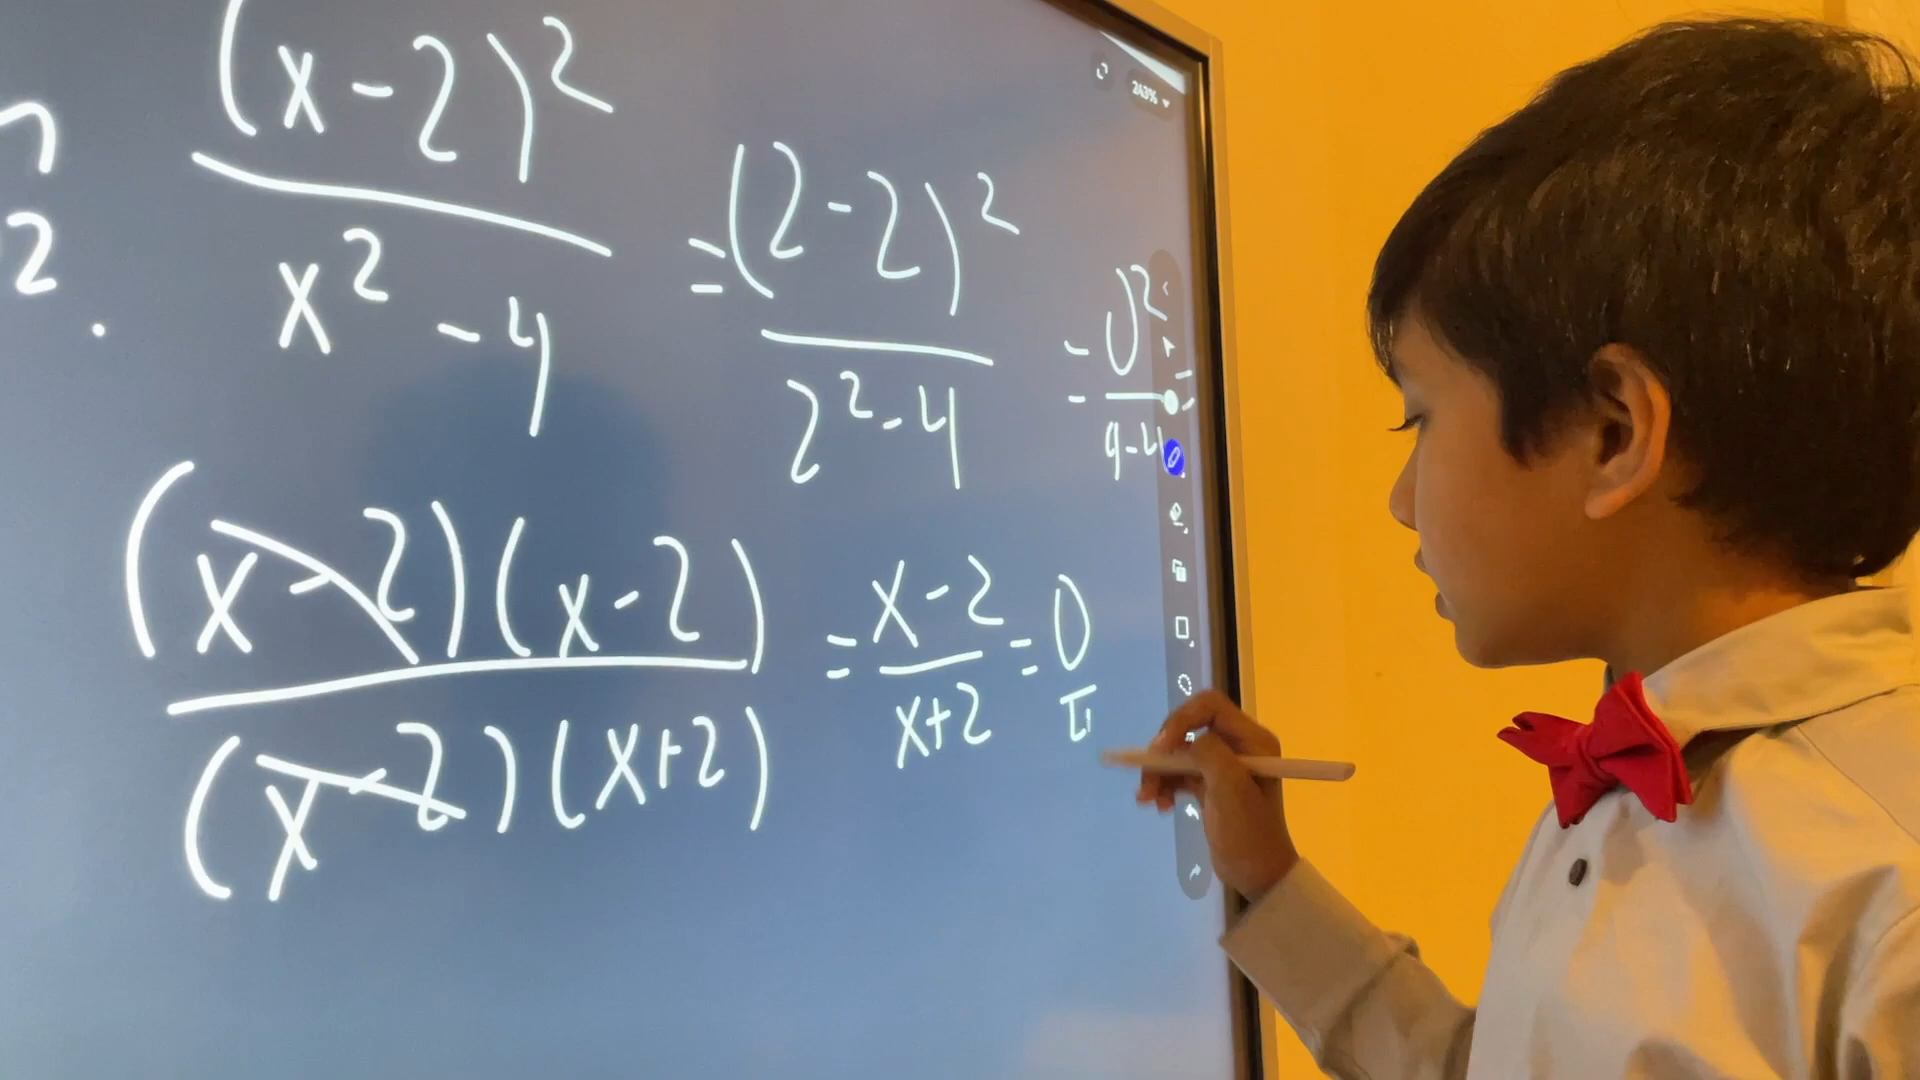 243%
(x-2)²
x²-4
=(2-2)²
2²-4
=0²
4-4
2
(x-2)(x-2)
(x-2)(x+2)
=x-2
x+2
=0